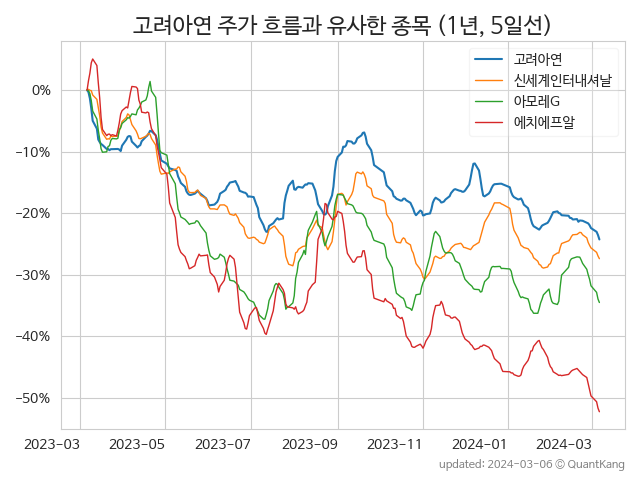 고려아연 주가 흐름과 유사한 종목 (1년, 5일선)
고려아연
신세계인터내셔날
아모레G
에치에프알
0%
−10%
−20%
−30%
−40%
−50%
2023-03
2023-05
2023-07
2023-09
2023-11
2024-01
2024-03
updated: 2024-03-06 © QuantKang